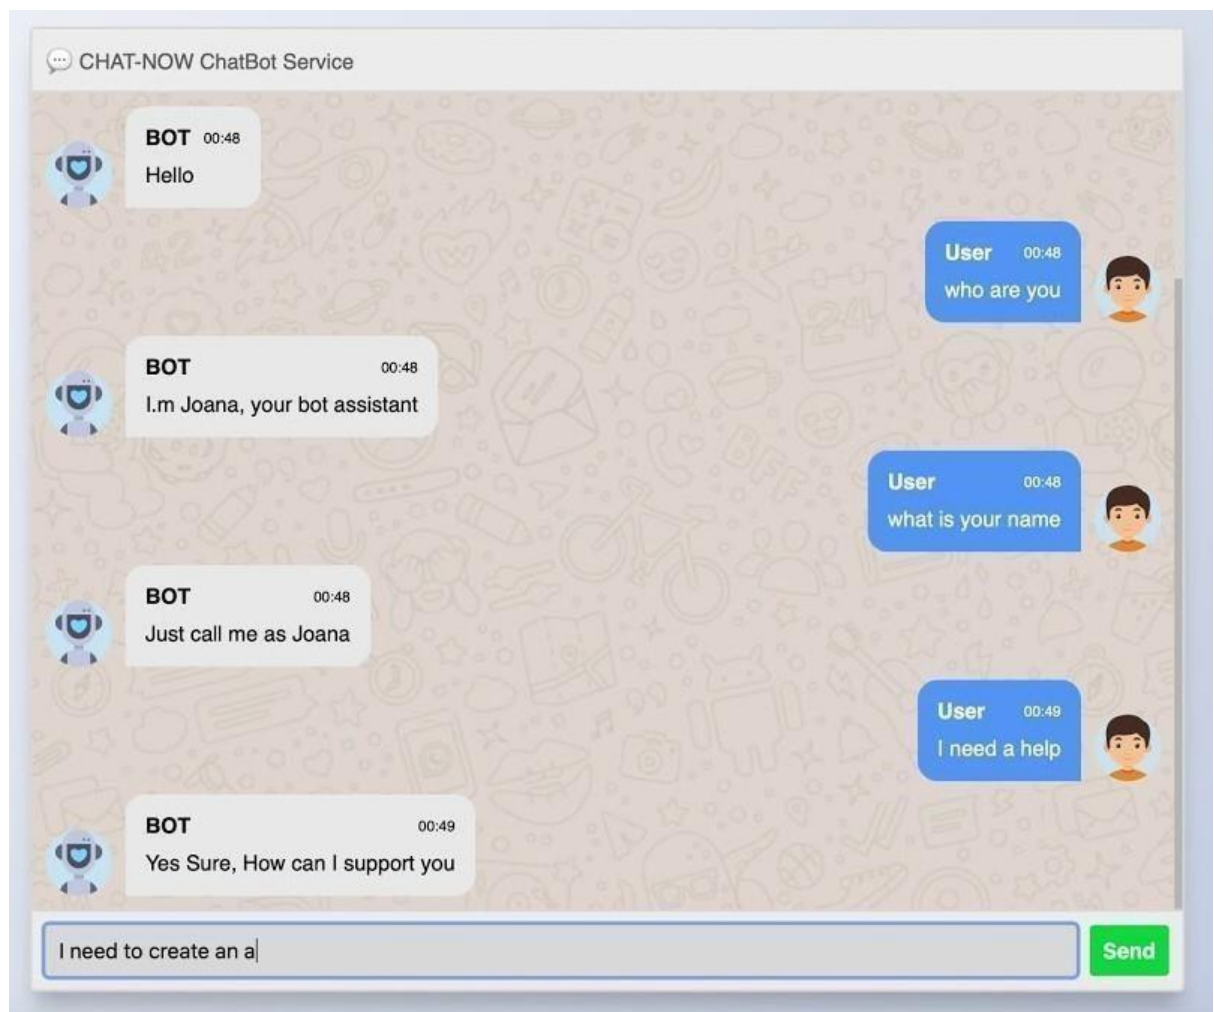 CHAT-NOW ChatBot Service
BOT 00:48
Hello
User 00:48
who are you
BOT 00:48
I.m Joana, your bot assistant
User 00:48
what is your name
BOT 00:48
Just call me as Joana
User 00:49
I need a help
BOT 00:49
Yes Sure, How can I support you
I need to create an a
Send